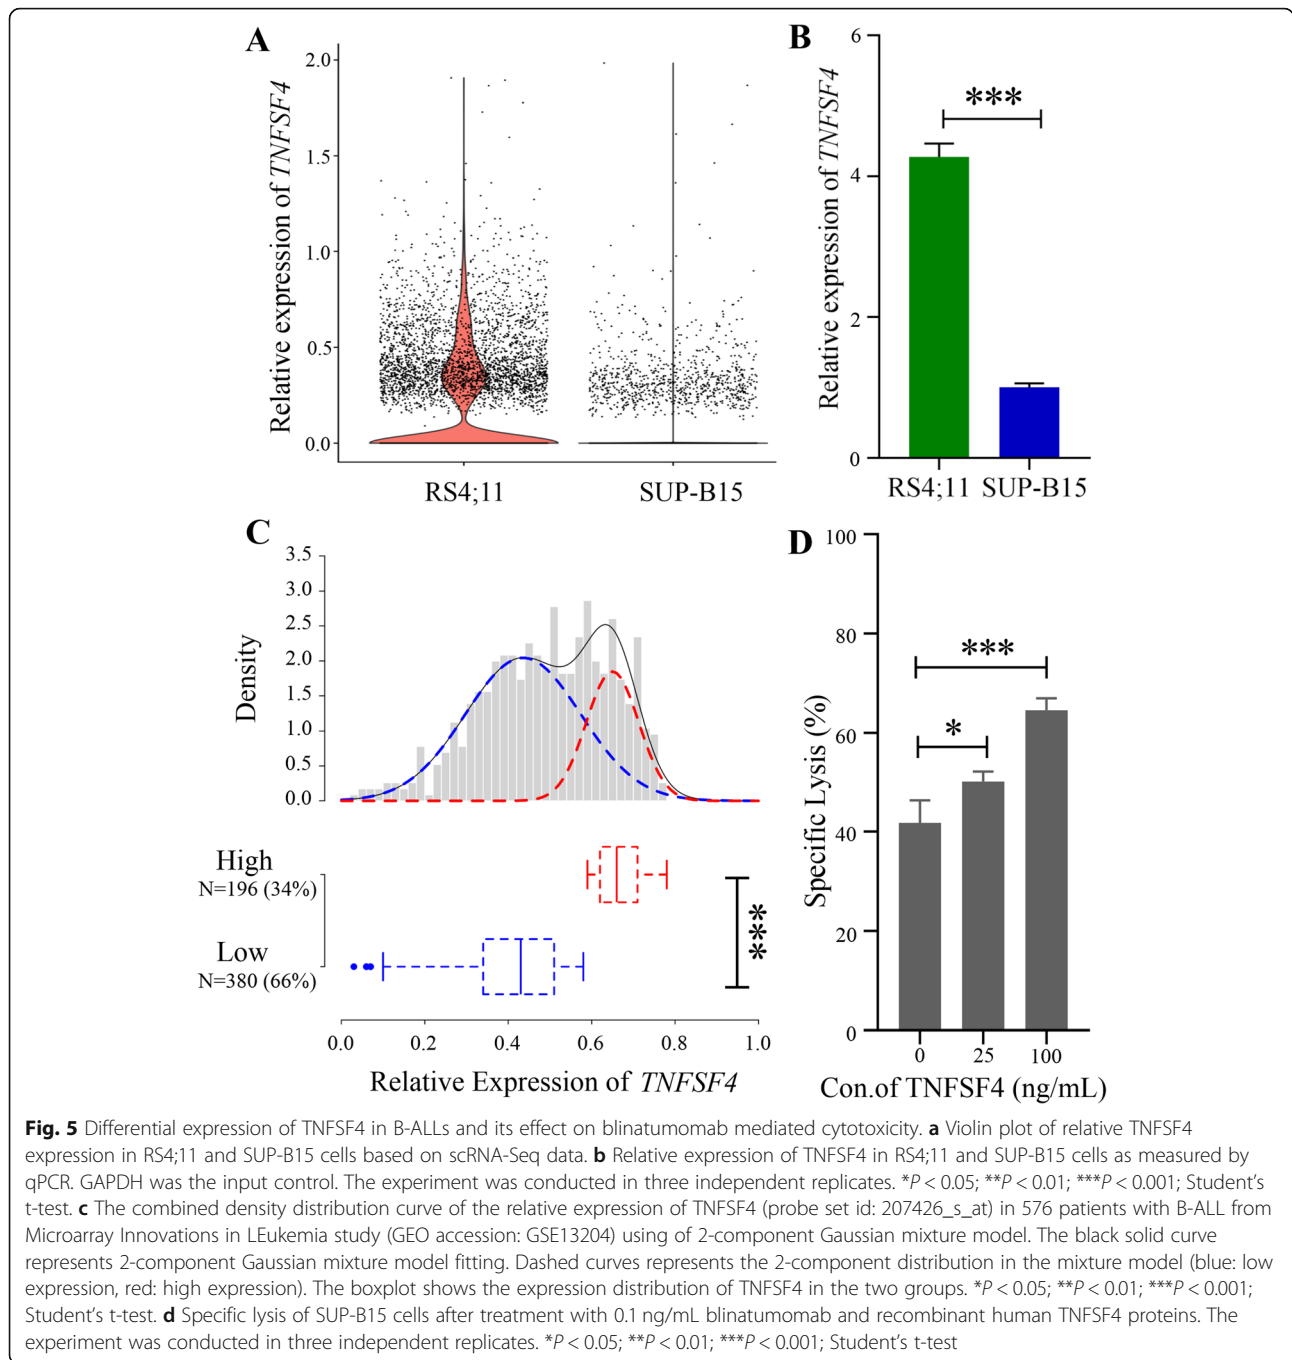 A
Relative expression of TNFSF4
2.0
1.5
1.0
0.5
0.0
RS4;11
SUP-B15
B
Relative expression of TNFSF4
6
4
2
0
***
RS4;11
SUP-B15
C
Density
3.5
3.0
2.5
2.0
1.5
1.0
0.5
0.0
High
N=196 (34%)
Low
N=380 (66%)
***
0.0
0.2
0.4
0.6
0.8
1.0
Relative Expression of TNFSF4
D
Specific Lysis (%)
100
80
60
40
20
0
***
*
0
25
100
Con.of TNFSF4 (ng/mL)
Fig. 5 Differential expression of TNFSF4 in B-ALLs and its effect on blinatumomab mediated cytotoxicity. a Violin plot of relative TNFSF4
expression in RS4;11 and SUP-B15 cells based on scRNA-Seq data. b Relative expression of TNFSF4 in RS4;11 and SUP-B15 cells as measured by
qPCR. GAPDH was the input control. The experiment was conducted in three independent replicates. *P < 0.05; **P < 0.01; ***P < 0.001; Student's
t-test. c The combined density distribution curve of the relative expression of TNFSF4 (probe set id: 207426_s_at) in 576 patients with B-ALL from
Microarray Innovations in LEukemia study (GEO accession: GSE13204) using of 2-component Gaussian mixture model. The black solid curve
represents 2-component Gaussian mixture model fitting. Dashed curves represents the 2-component distribution in the mixture model (blue: low
expression, red: high expression). The boxplot shows the expression distribution of TNFSF4 in the two groups. *P < 0.05; **P < 0.01; ***P < 0.001;
Student's t-test. d Specific lysis of SUP-B15 cells after treatment with 0.1 ng/mL blinatumomab and recombinant human TNFSF4 proteins. The
experiment was conducted in three independent replicates. *P < 0.05; **P < 0.01; ***P < 0.001; Student's t-test